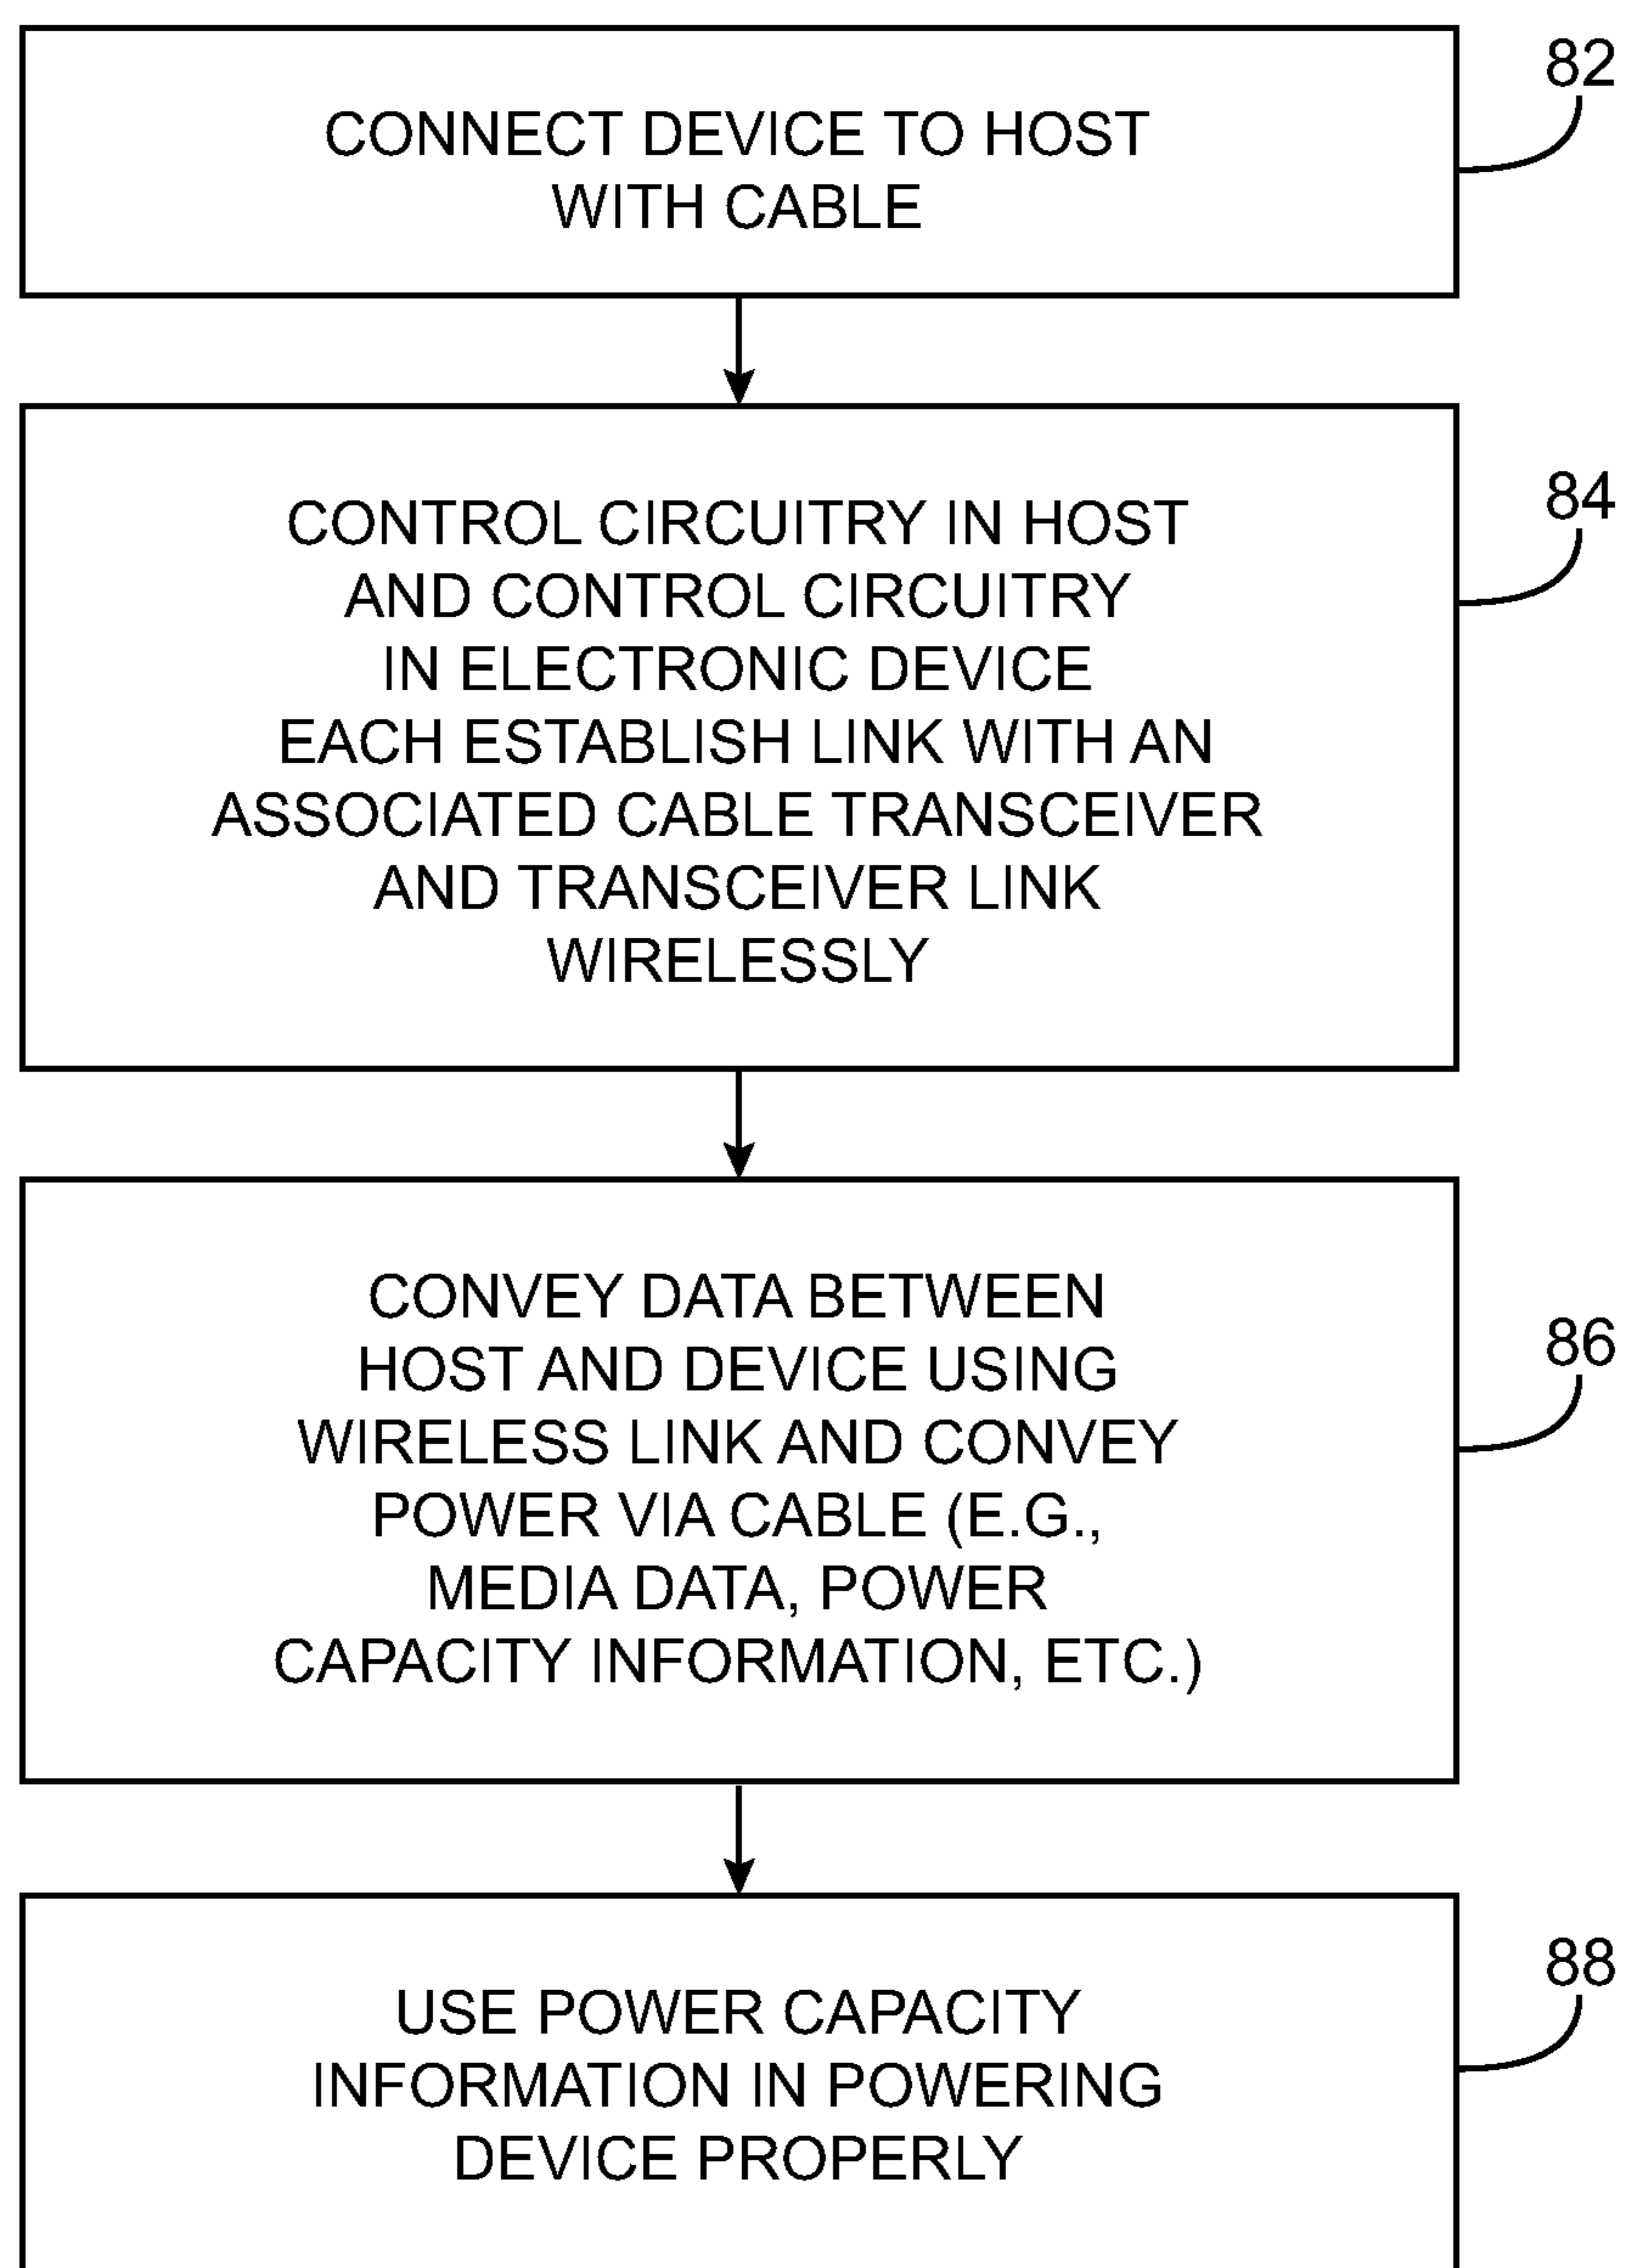 82
CONNECT DEVICE TO HOST
WITH CABLE
84
CONTROL CIRCUITRY IN HOST
AND CONTROL CIRCUITRY
IN ELECTRONIC DEVICE
EACH ESTABLISH LINK WITH AN
ASSOCIATED CABLE TRANSCEIVER
AND TRANSCEIVER LINK
WIRELESSLY
86
CONVEY DATA BETWEEN
HOST AND DEVICE USING
WIRELESS LINK AND CONVEY
POWER VIA CABLE (E.G.,
MEDIA DATA, POWER
CAPACITY INFORMATION, ETC.)
88
USE POWER CAPACITY
INFORMATION IN POWERING
DEVICE PROPERLY